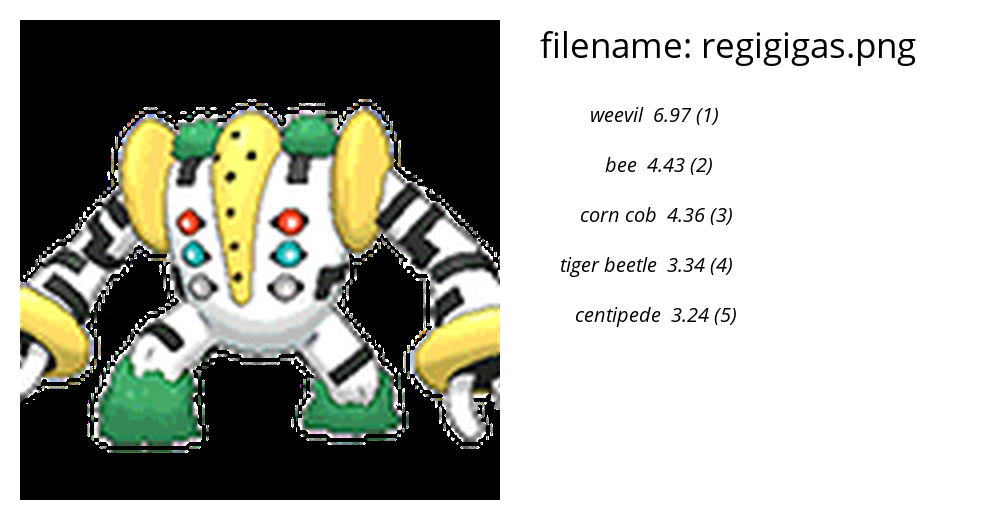 filename: regigigas.png
weevil 6.97 (1)
bee 4.43 (2)
corn cob 4.36 (3)
tiger beetle 3.34 (4)
centipede 3.24 (5)